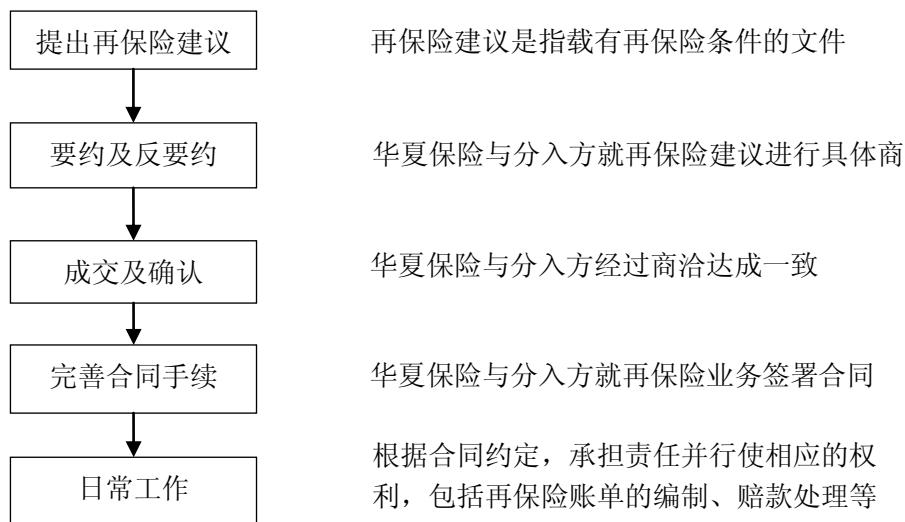 提出再保险建议
再保险建议是指载有再保险条件的文件
要约及反要约
华夏保险与分入方就再保险建议进行具体商
成交及确认
华夏保险与分入方经过商洽达成一致
完善合同手续
华夏保险与分入方就再保险业务签署合同
日常工作
根据合同约定，承担责任并行使相应的权
利，包括再保险账单的编制、赔款处理等